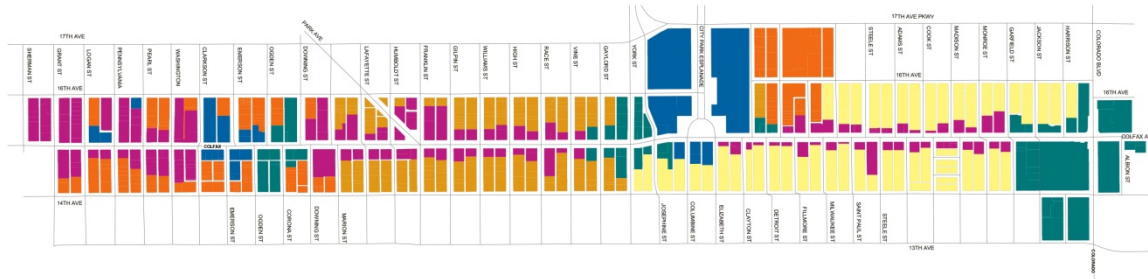 17TH AVE
17TH AVE PKWY
PARK AVE
SHERMAN ST
GRANT ST
LOGAN ST
PENNSYLVANIA
PEARL ST
WASHINGTON
CLARKSON ST
EMERSON ST
OGDEN ST
DOWNING ST
LAFAYETTE ST
HUMBOLDT ST
FRANKLIN ST
GILPIN ST
WILLIAMS ST
HIGH ST
RACE ST
VINE ST
GAYLORD ST
YORK ST
CITY PARK ESPLANADE
STEELE ST
ADAMS ST
COOK ST
MADISON ST
MONROE ST
GARFIELD ST
JACKSON ST
HARRISON ST
COLORADO BLVD
16TH AVE
16TH AVE
16TH AVE
COLFAX
COLFAX A
ALBION ST
14TH AVE
EMERSON ST
OGDEN ST
CORONA ST
DOWNING ST
MARION ST
JOSEPHINE ST
COLUMBINE ST
ELIZABETH ST
CLAYTON ST
DETROIT ST
FILLMORE ST
MILWAUKEE ST
SAINT PAUL ST
STEELE ST
13TH AVE
COLORADO